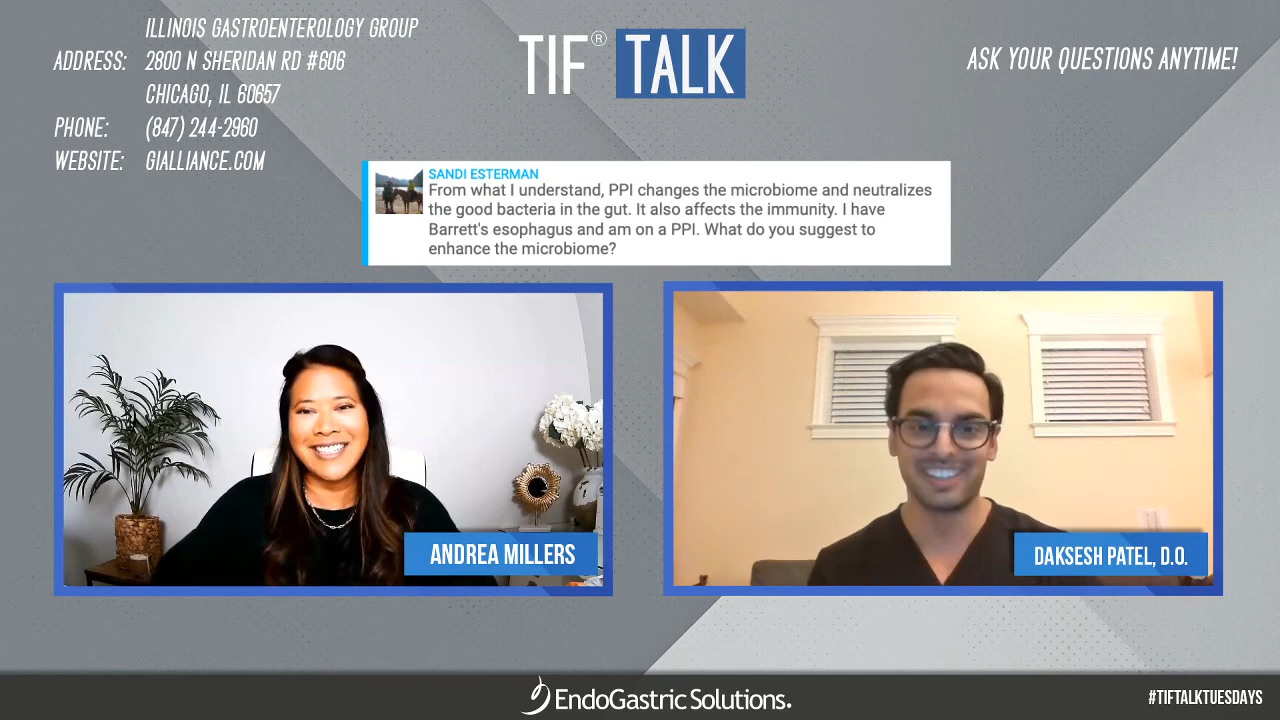 ILLINOIS GASTROENTEROLOGY GROUP
ADDRESS: 2800 N SHERIDAN RD #606
CHICAGO, IL 60657
PHONE: (847) 244-2960
WEBSITE: GIALLIANCE.COM
TIF® TALK
ASK YOUR QUESTIONS ANYTIME!
SANDI ESTERMAN
From what I understand, PPI changes the microbiome and neutralizes
the good bacteria in the gut. It also affects the immunity. I have
Barrett's esophagus and am on a PPI. What do you suggest to
enhance the microbiome?
ANDREA MILLERS
DAKSESH PATEL, D.O.
EndoGastric Solutions.
#TIFTALKTUESDAYS